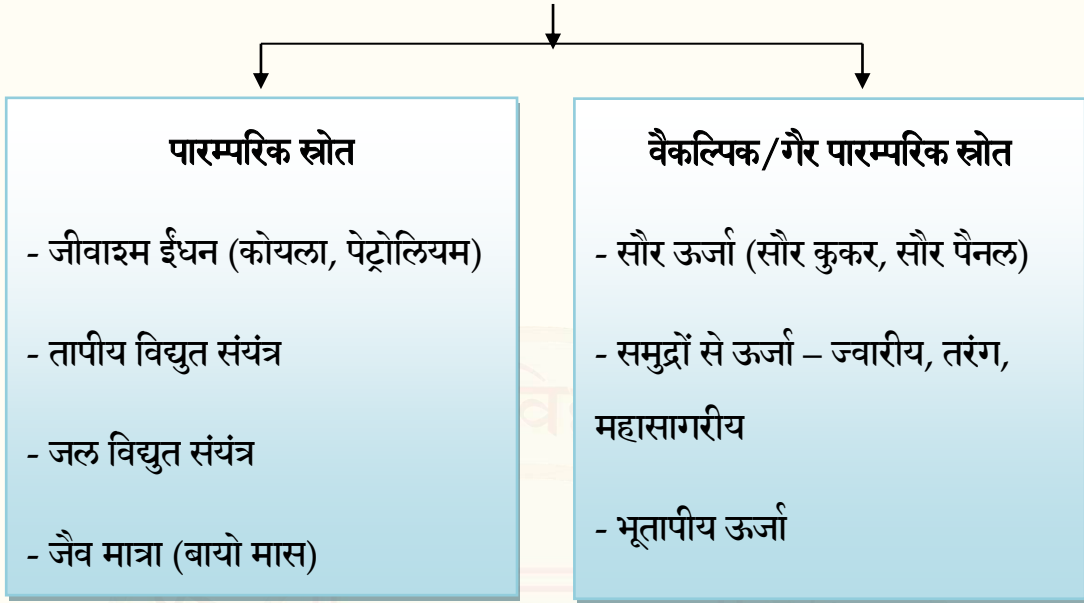 पारम्परिक स्रोत
- जीवाश्म ईंधन (कोयला, पेट्रोलियम)
- तापीय विद्युत संयंत्र
- जल विद्युत संयंत्र
- जैव मात्रा (बायो मास)
वैकल्पिक/गैर पारम्परिक स्रोत
- सौर ऊर्जा (सौर कुकर, सौर पैनल)
- समुद्रों से ऊर्जा – ज्वारीय, तरंग,
महासागरीय
- भूतापीय ऊर्जा